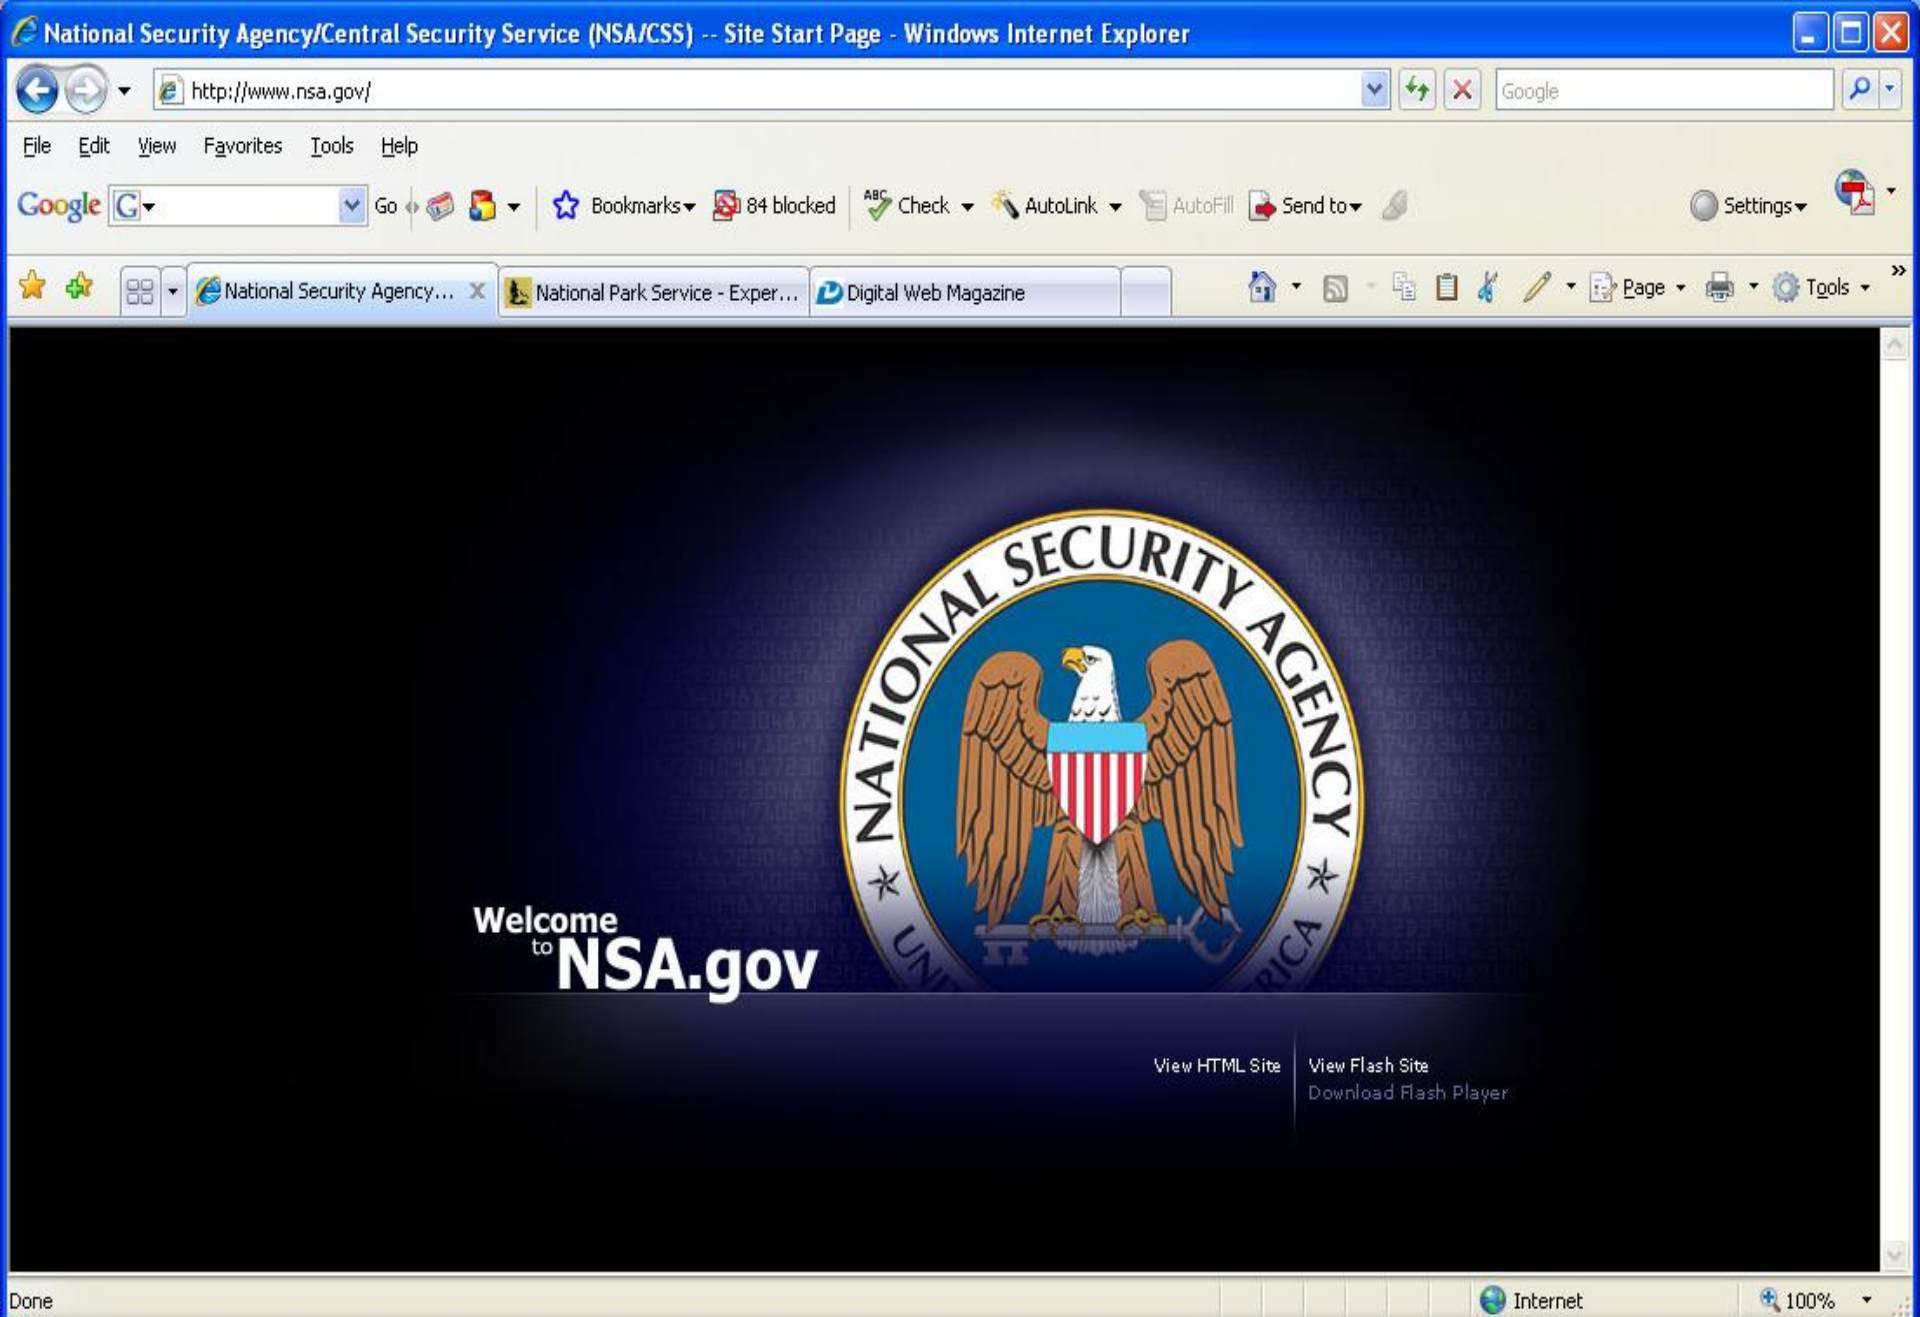 National Security Agency/Central Security Service (NSA/CSS) -- Site Start Page - Windows Internet Explorer
http://www.nsa.gov/
Google
File Edit View Favorites Tools Help
Google G Go Bookmarks 84 blocked ABC Check AutoLink AutoFill Send to Settings
National Security Agency... X National Park Service - Exper... Digital Web Magazine Page Tools »
NATIONAL SECURITY AGENCY
Welcome
to NSA.gov
View HTML Site View Flash Site
Download Flash Player
Done Internet 100%